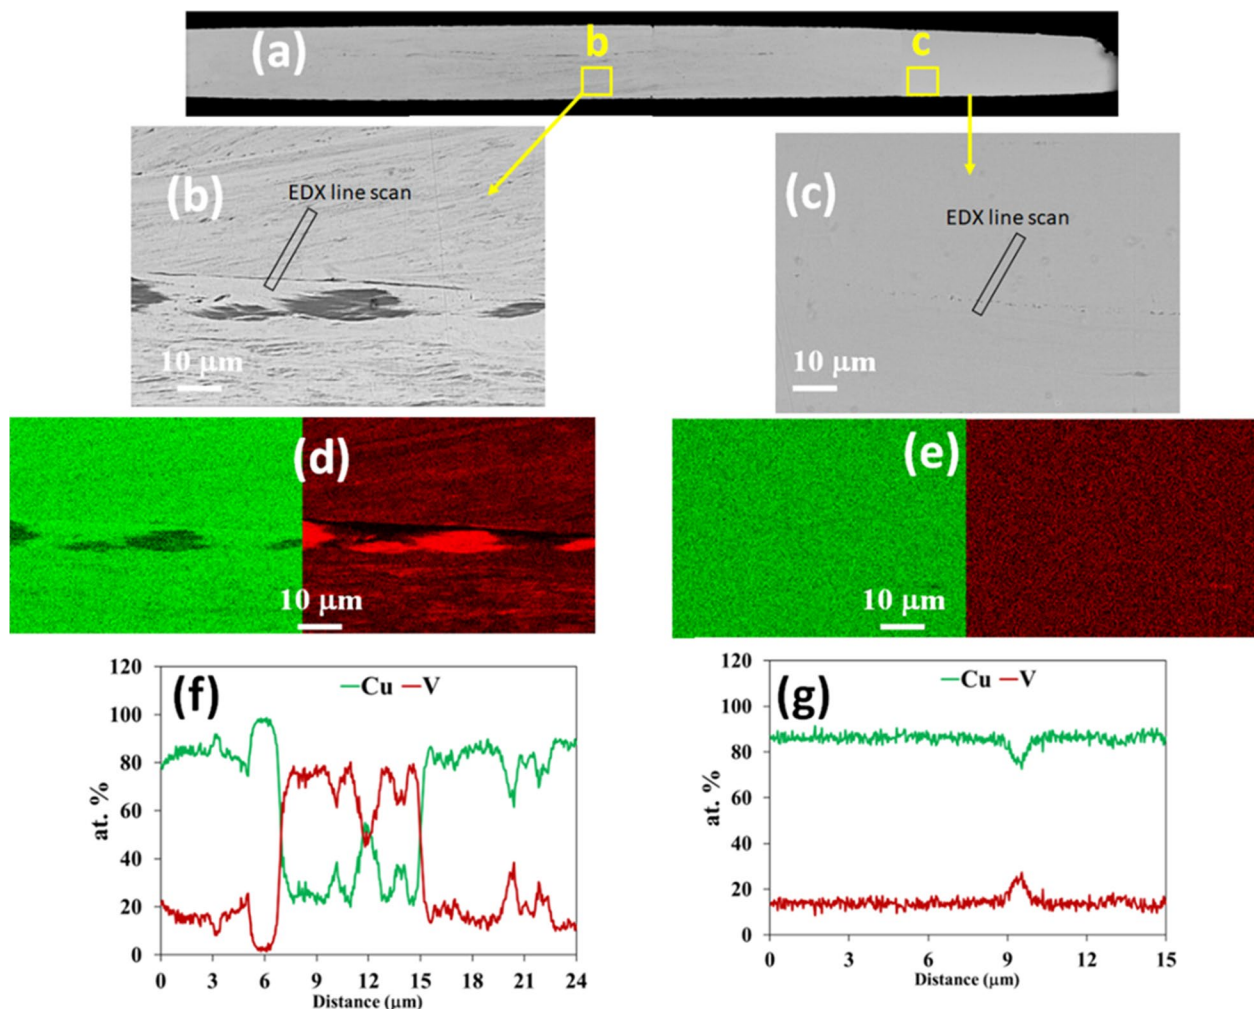 (a)
b
c
(b)
EDX line scan
10 μm
(c)
EDX line scan
10 μm
(d)
10 μm
(e)
10 μm
120
100
80
60
40
20
0
at. %
(f)
Cu
V
0 3 6 9 12 15 18 21 24
Distance (μm)
120
100
80
60
40
20
0
at. %
(g)
Cu
V
0 3 6 9 12 15
Distance (μm)